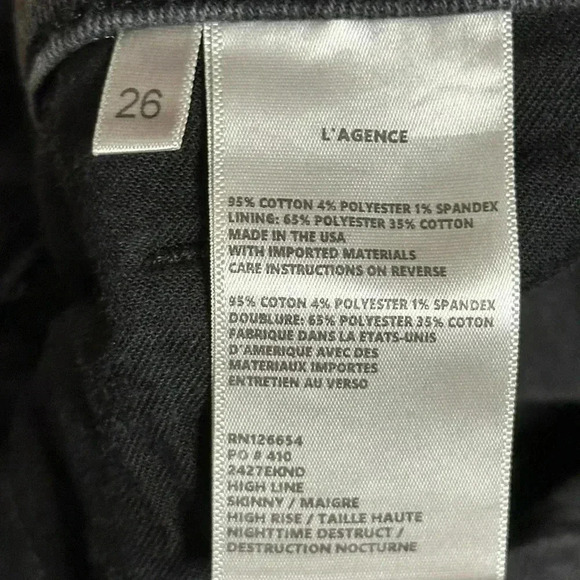 26
L'AGENCE
95% COTTON 4% POLYESTER 1% SPANDEX
LINING: 65% POLYESTER 35% COTTON
MADE IN THE USA
WITH IMPORTED MATERIALS
CARE INSTRUCTIONS ON REVERSE
95% COTON 4% POLYESTER 1% SPANDEX
DOUBLURE: 65% POLYESTER 35% COTON
FABRIQUE DANS LA ETATS-UNIS
D'AMERIQUE AVEC DES
MATERIAUX IMPORTES
ENTRETIEN AU VERSO
RN126654
PO # 410
2427EKND
HIGH LINE
SKINNY / MAIGRE
HIGH RISE / TAILLE HAUTE
NIGHTTIME DESTRUCT /
DESTRUCTION NOCTURNE